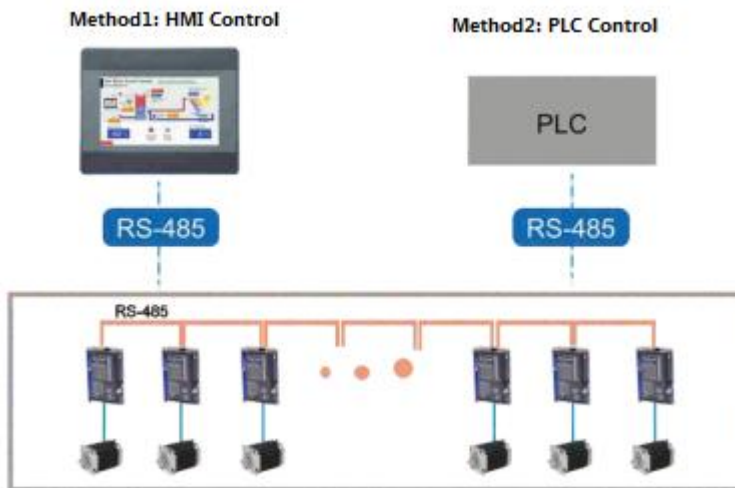 Method1: HMI Control
Method2: PLC Control
PLC
RS-485
RS-485
RS-485